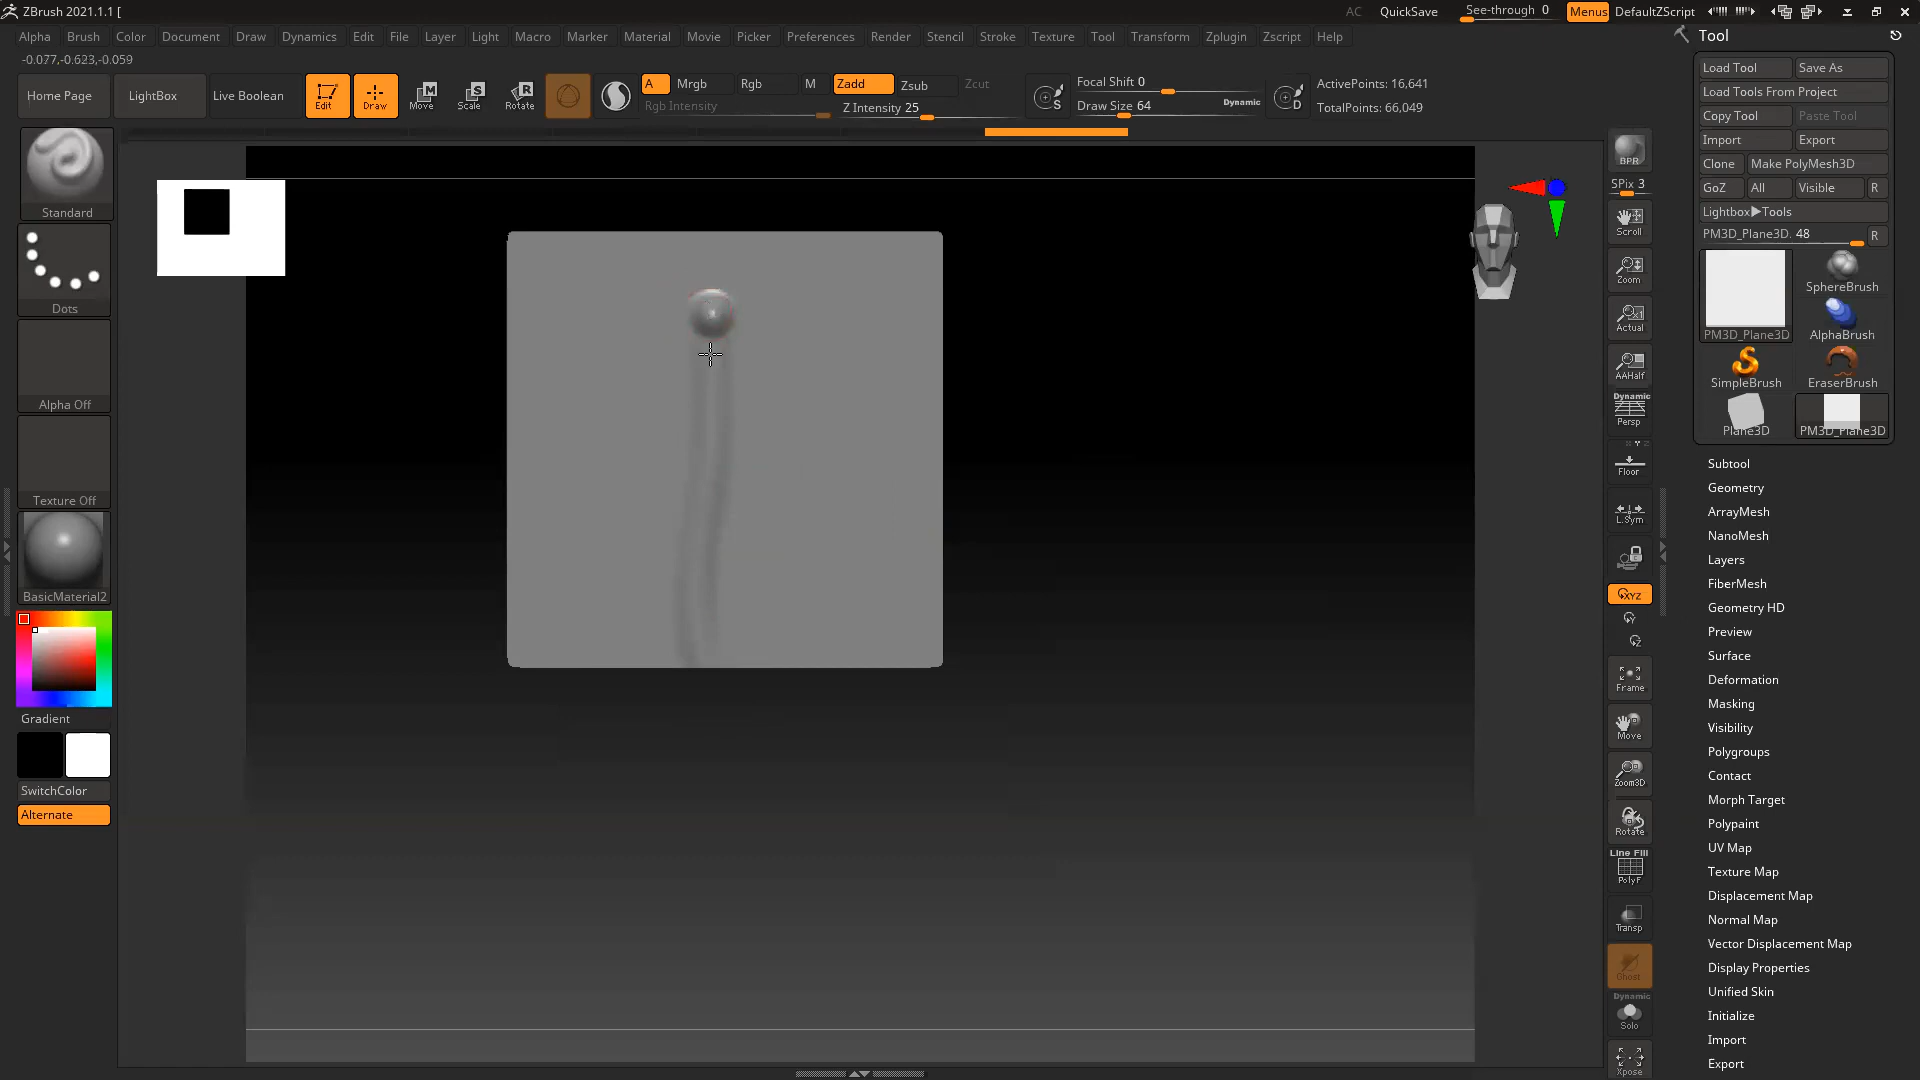 ZBrush 2021.1.1 [
AC QuickSave See-through 0 Menus DefaultZScript
Alpha Brush Color Document Draw Dynamics Edit File Layer Light Macro Marker Material Movie Picker Preferences Render Stencil Stroke Texture Tool Transform Zplugin Zscript Help
-0.077,-0.623,-0.059
Home Page LightBox Live Boolean Edit Draw Move Scale Rotate
A Mrgb Rgb M Zadd Zsub Zcut
Rgb Intensity Z Intensity 25
S Focal Shift 0
Draw Size 64 Dynamic D
ActivePoints: 16,641
TotalPoints: 66,049
Standard
Dots
Alpha Off
Texture Off
BasicMaterial2
Gradient
SwitchColor
Alternate
BPR
SPix 3
Scroll
Zoom
Actual
AAHalf
Dynamic
Persp
Floor
L.Sym
XYZ
Y
Z
Frame
Move
Zoom3D
Rotate
Line Fill
PolyF
Transp
Ghost
Dynamic
Solo
Xpose
Tool
Load Tool Save As
Load Tools From Project
Copy Tool Paste Tool
Import Export
Clone Make PolyMesh3D
GoZ All Visible R
Lightbox▶Tools
PM3D_Plane3D. 48 R
PM3D_Plane3D SphereBrush
AlphaBrush
SimpleBrush EraserBrush
Plane3D PM3D_Plane3D
Subtool
Geometry
ArrayMesh
NanoMesh
Layers
FiberMesh
Geometry HD
Preview
Surface
Deformation
Masking
Visibility
Polygroups
Contact
Morph Target
Polypaint
UV Map
Texture Map
Displacement Map
Normal Map
Vector Displacement Map
Display Properties
Unified Skin
Initialize
Import
Export